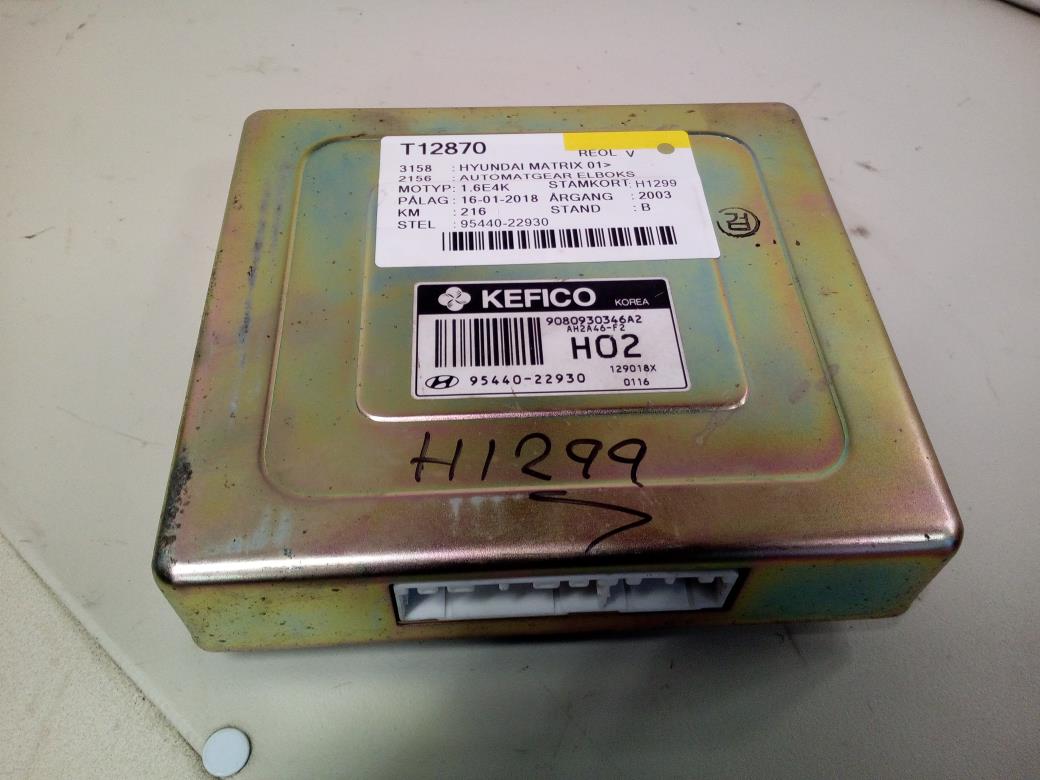 T12870
REOL V
3158 : HYUNDAI MATRIX 01>
2156 : AUTOMATGEAR ELBOKS
MOTYP : 1.6E4K STAMKORT : H1299
PÅLAG : 16-01-2018 ÅRGANG : 2003
KM : 216 STAND : B
STEL : 95440-22930
KEFICO KOREA
9080930346A2
AH2A46-F2
H02
129018X
95440-22930 0116
H1299